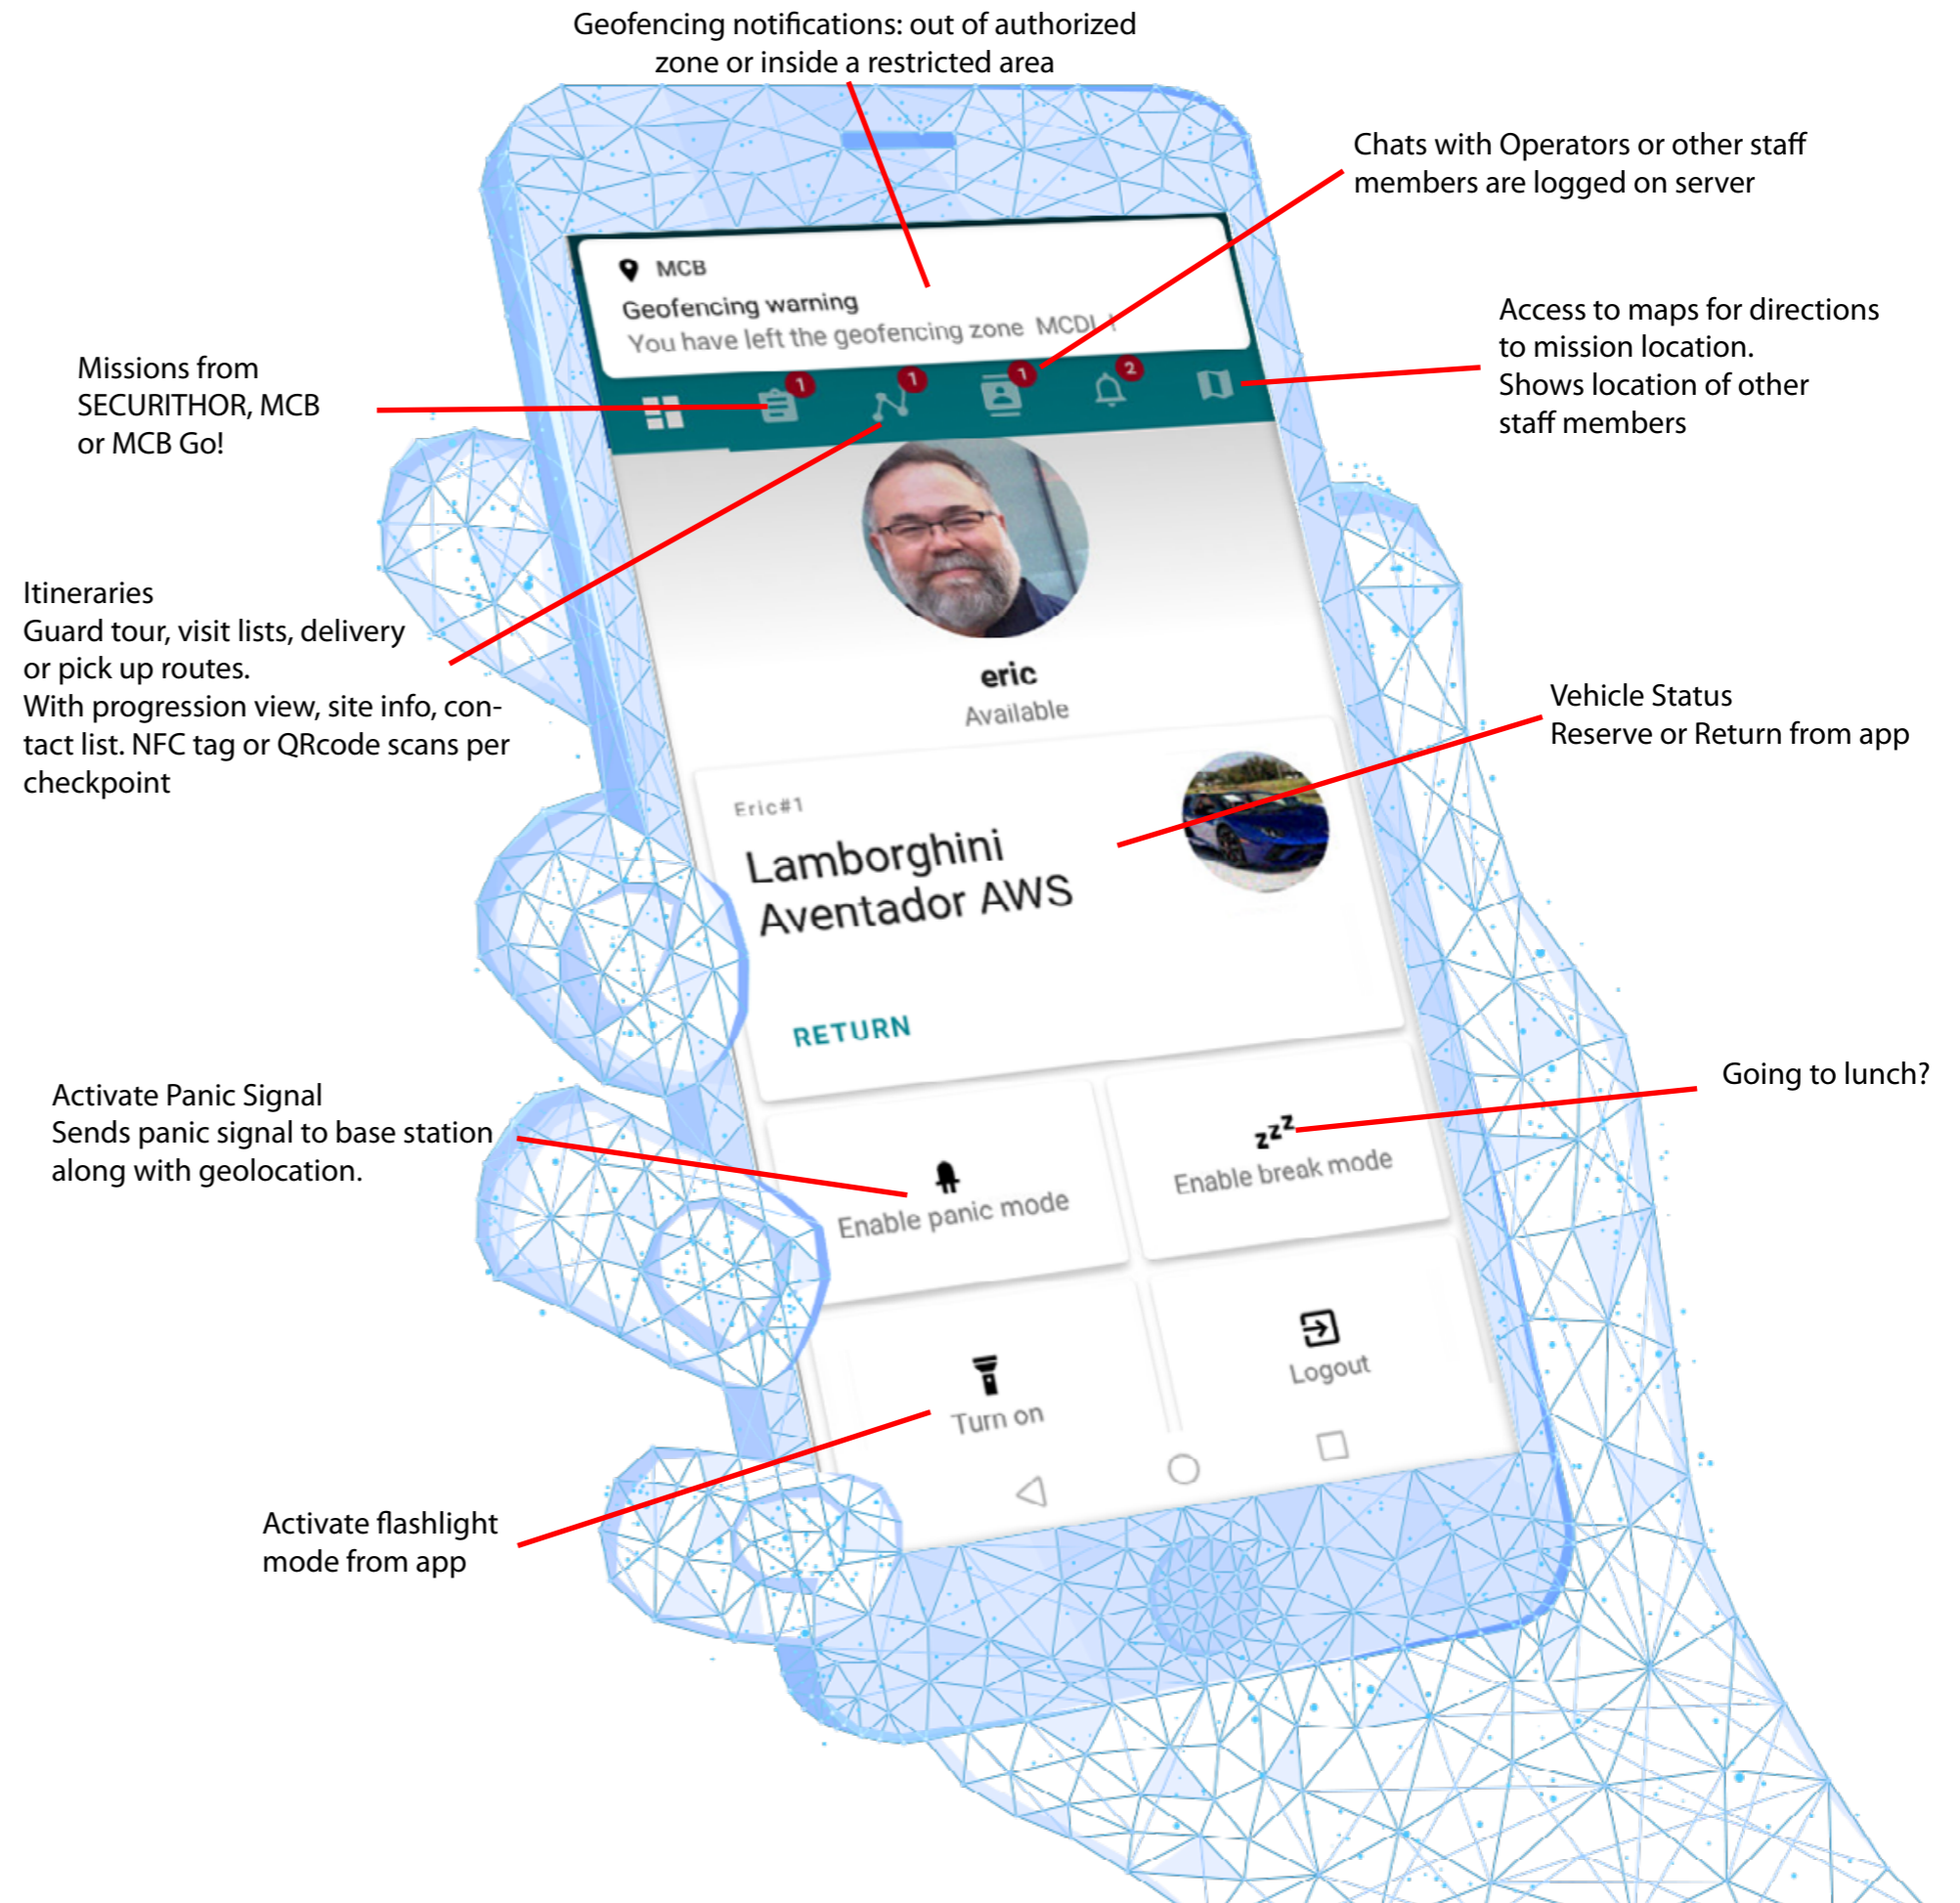 Geofencing notifications: out of authorized
zone or inside a restricted area
Chats with Operators or other staff
members are logged on server
MCB
Geofencing warning
You have left the geofencing zone MCDI 1
Access to maps for directions
to mission location.
Shows location of other
staff members
Missions from
SECURITHOR, MCB
or MCB Go!
1
1
1
2
Itineraries
Guard tour, visit lists, delivery
or pick up routes.
With progression view, site info, con-
tact list. NFC tag or QRcode scans per
checkpoint
eric
Available
Vehicle Status
Reserve or Return from app
Eric#1
Lamborghini
Aventador AWS
RETURN
Activate Panic Signal
Sends panic signal to base station
along with geolocation.
Going to lunch?
zzz
Enable panic mode
Enable break mode
Turn on
Logout
Activate flashlight
mode from app